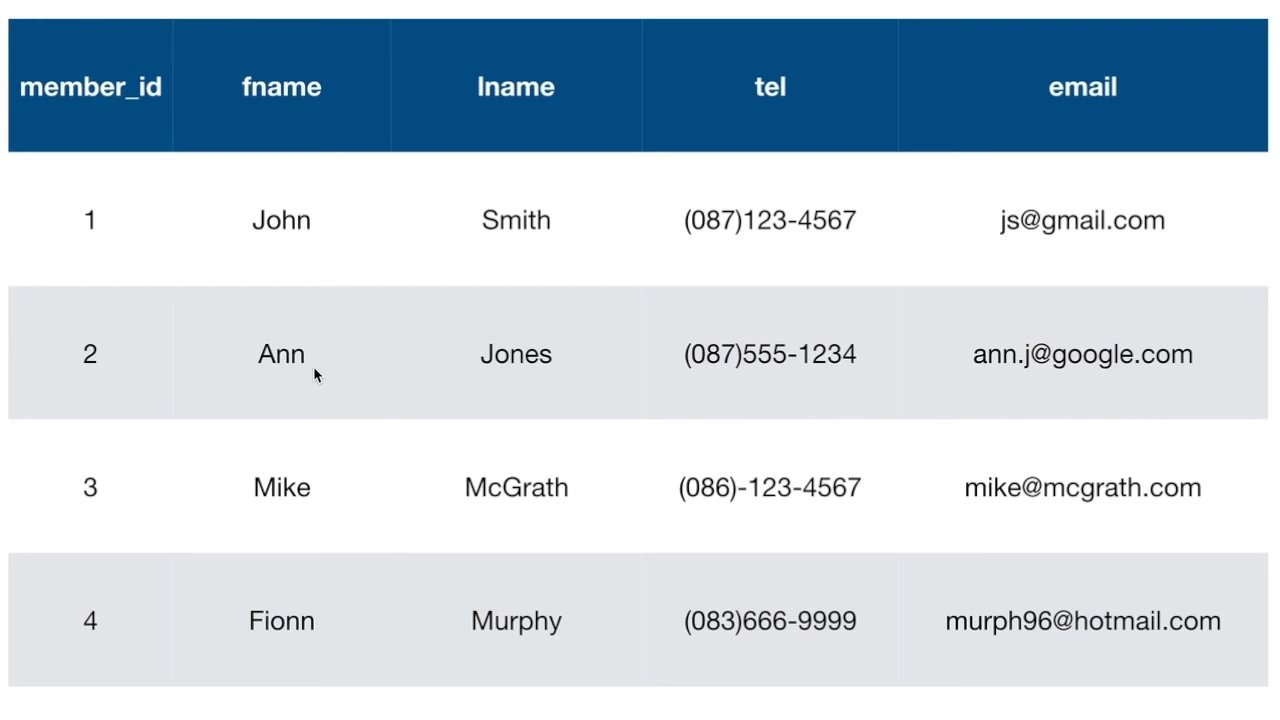 member_id fname lname tel email
1 John Smith (087)123-4567 js@gmail.com
2 Ann Jones (087)555-1234 ann.j@google.com
3 Mike McGrath (086)-123-4567 mike@mcgrath.com
4 Fionn Murphy (083)666-9999 murph96@hotmail.com